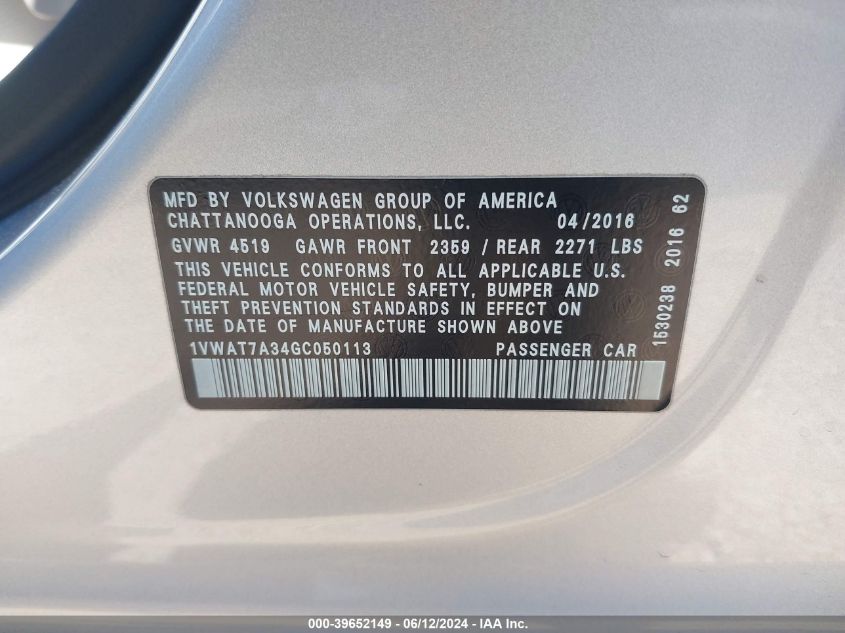 MFD BY VOLKSWAGEN GROUP OF AMERICA
CHATTANOOGA OPERATIONS, LLC. 04/2016
GVWR 4519 GAWR FRONT 2359 / REAR 2271 LBS
THIS VEHICLE CONFORMS TO ALL APPLICABLE U.S.
FEDERAL MOTOR VEHICLE SAFETY, BUMPER AND
THEFT PREVENTION STANDARDS IN EFFECT ON
THE DATE OF MANUFACTURE SHOWN ABOVE
1VWAT7A34GC050113 PASSENGER CAR
1530238 2016 62
000-39652149 - 06/12/2024 - IAA Inc.